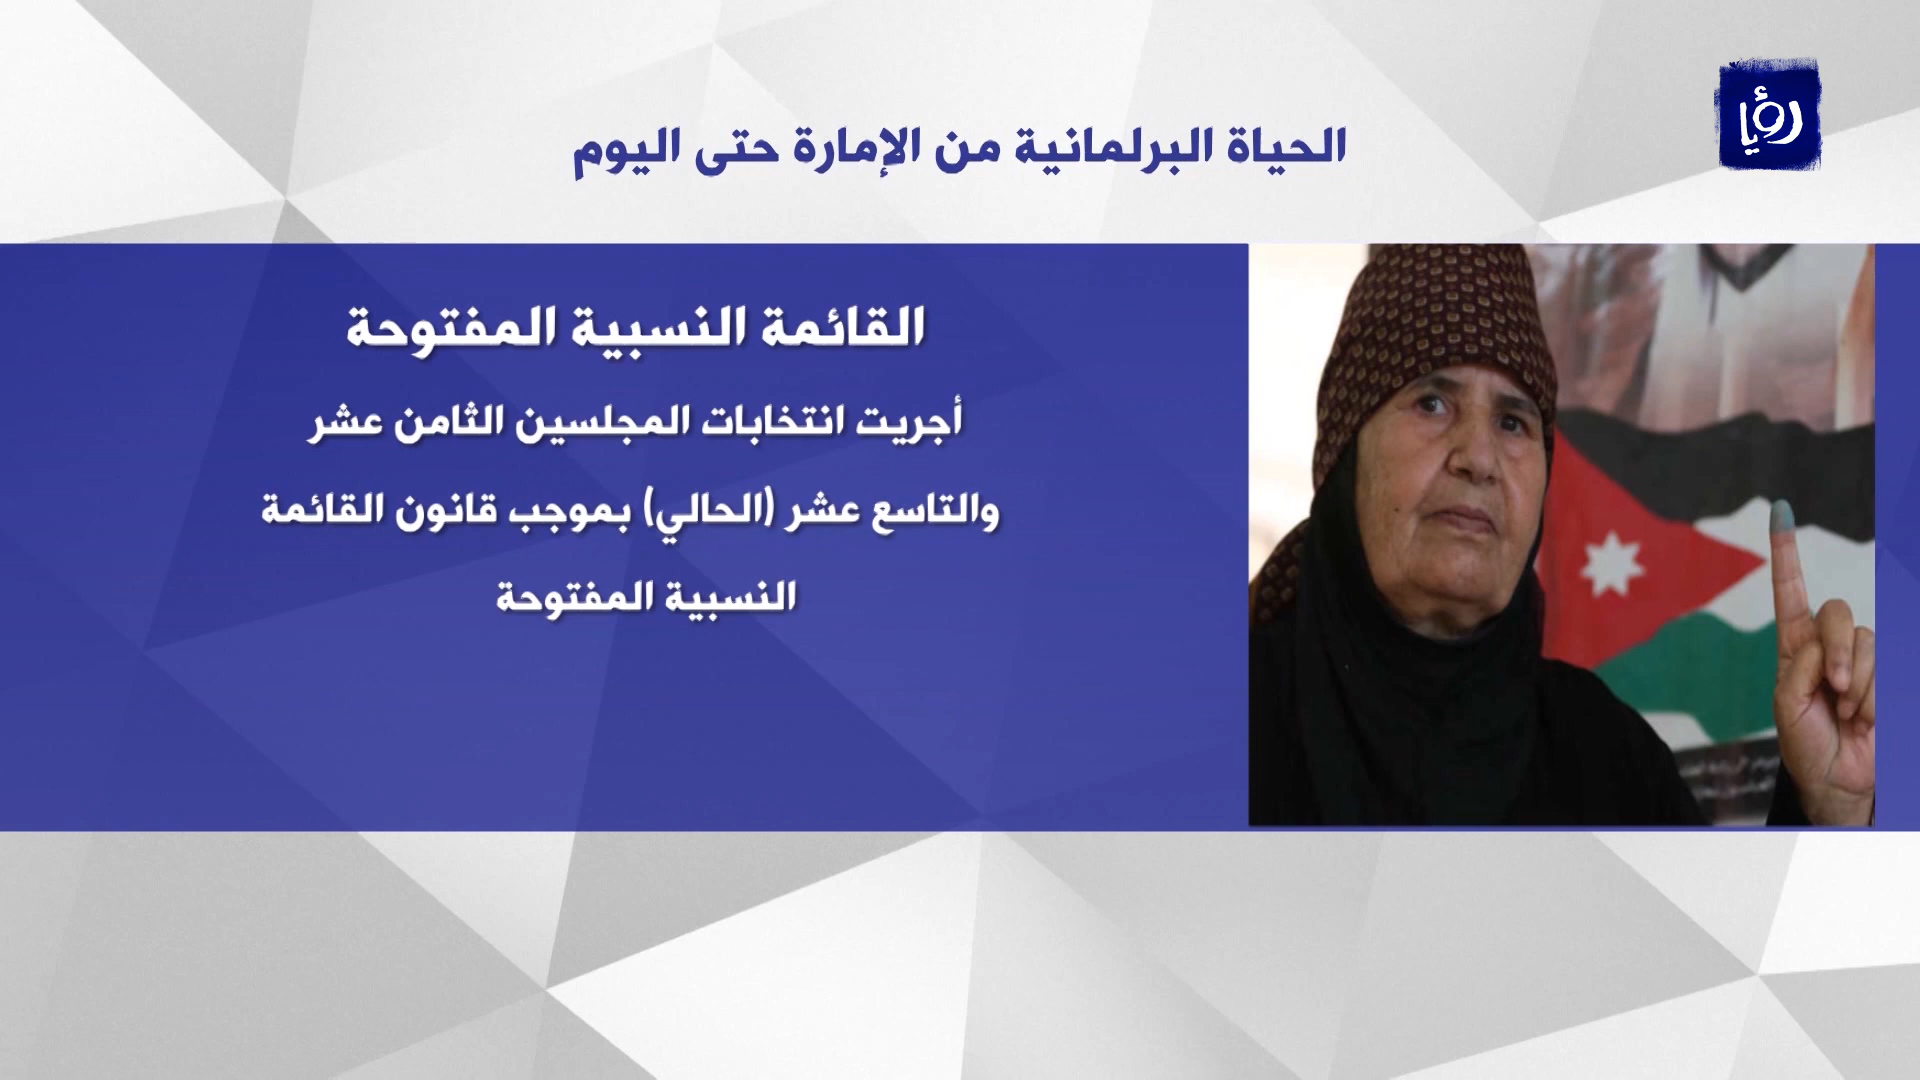 رؤيا
الحياة البرلمانية من الإمارة حتى اليوم
القائمة النسبية المفتوحة
أجريت انتخابات المجلسين الثامن عشر
والتاسع عشر (الحالي) بموجب قانون القائمة
النسبية المفتوحة